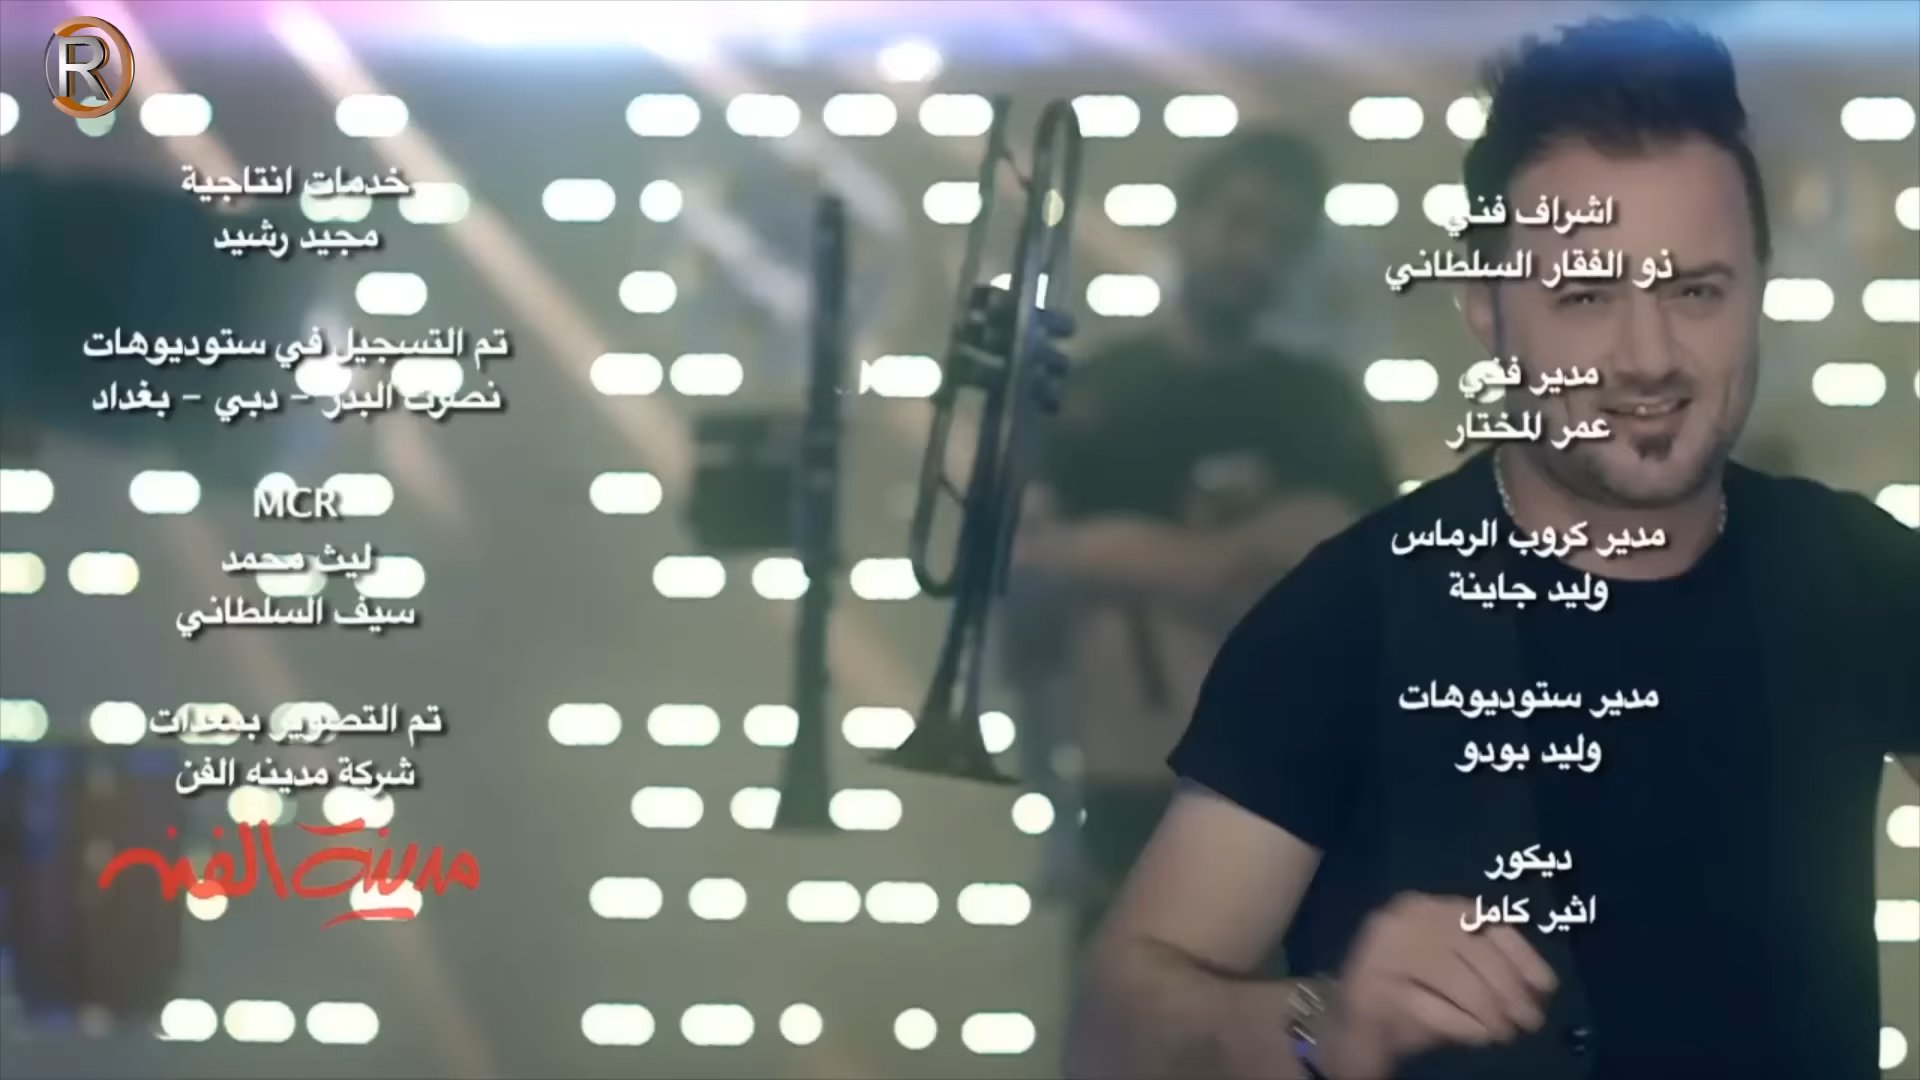 R
اشراف فني
ذو الفقار السلطاني
مدير فني
عمر المختار
مدير كروب الرماس
وليد جاينة
مدير ستوديوهات
وليد بودو
ديكور
اثير كامل
خدمات انتاجية
مجيد رشيد
تم التسجيل في ستوديوهات
نصرت البدر - دبي - بغداد
MCR
ليث محمد
سيف السلطاني
تم التصوير بمعدات
شركة مدينه الفن
مدينة الفن